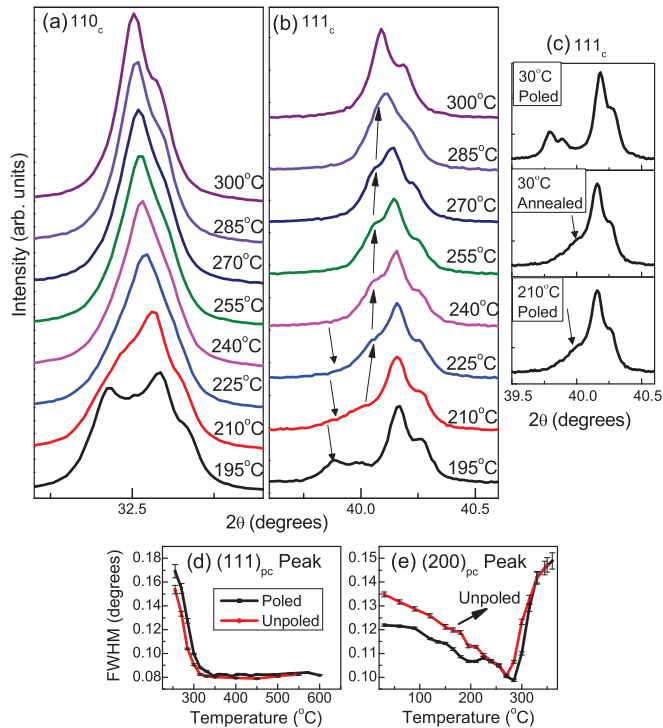 (a) 110c
300°C
285°C
270°C
255°C
240°C
225°C
210°C
195°C
32.5
Intensity (arb. units)
(b) 111c
300°C
285°C
270°C
255°C
240°C
225°C
210°C
195°C
40.0 40.5
2θ (degrees)
(c) 111c
30°C
Poled
30°C
Annealed
210°C
Poled
39.5 40.0 40.5
2θ (degrees)
(d) (111)pc Peak
Poled
Unpoled
0.18
0.16
0.14
0.12
0.10
0.08
FWHM (degrees)
200 300 400 500 600
Temperature (°C)
(e) (200)pc Peak
Unpoled
0.15
0.14
0.13
0.12
0.11
0.10
0 100 200 300
Temperature (°C)